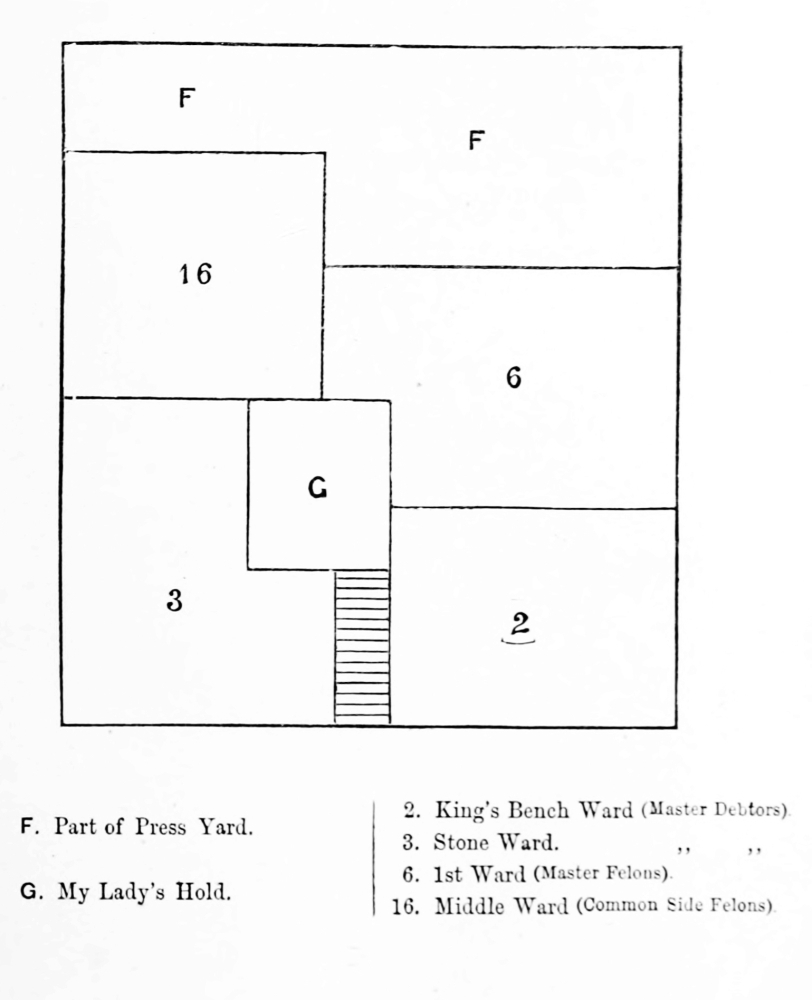 F
F
16
6
G
3
2
F. Part of Press Yard.
G. My Lady's Hold.
2. King's Bench Ward (Master Debtors).
3. Stone Ward. ,, ,,
6. 1st Ward (Master Felons).
16. Middle Ward (Common Side Felons).